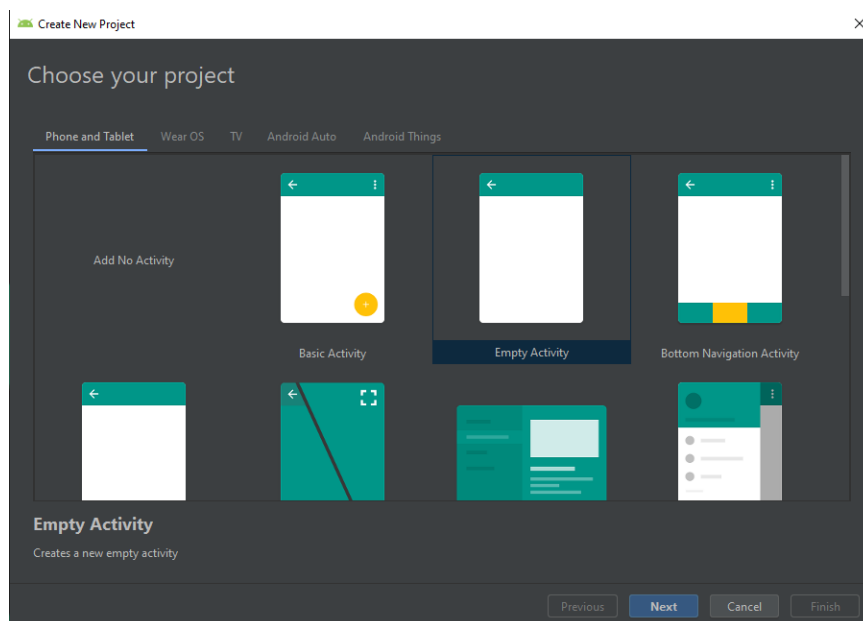 Create New Project
Choose your project
Phone and Tablet
Wear OS
TV
Android Auto
Android Things
Add No Activity
Basic Activity
Empty Activity
Bottom Navigation Activity
Empty Activity
Creates a new empty activity
Previous
Next
Cancel
Finish